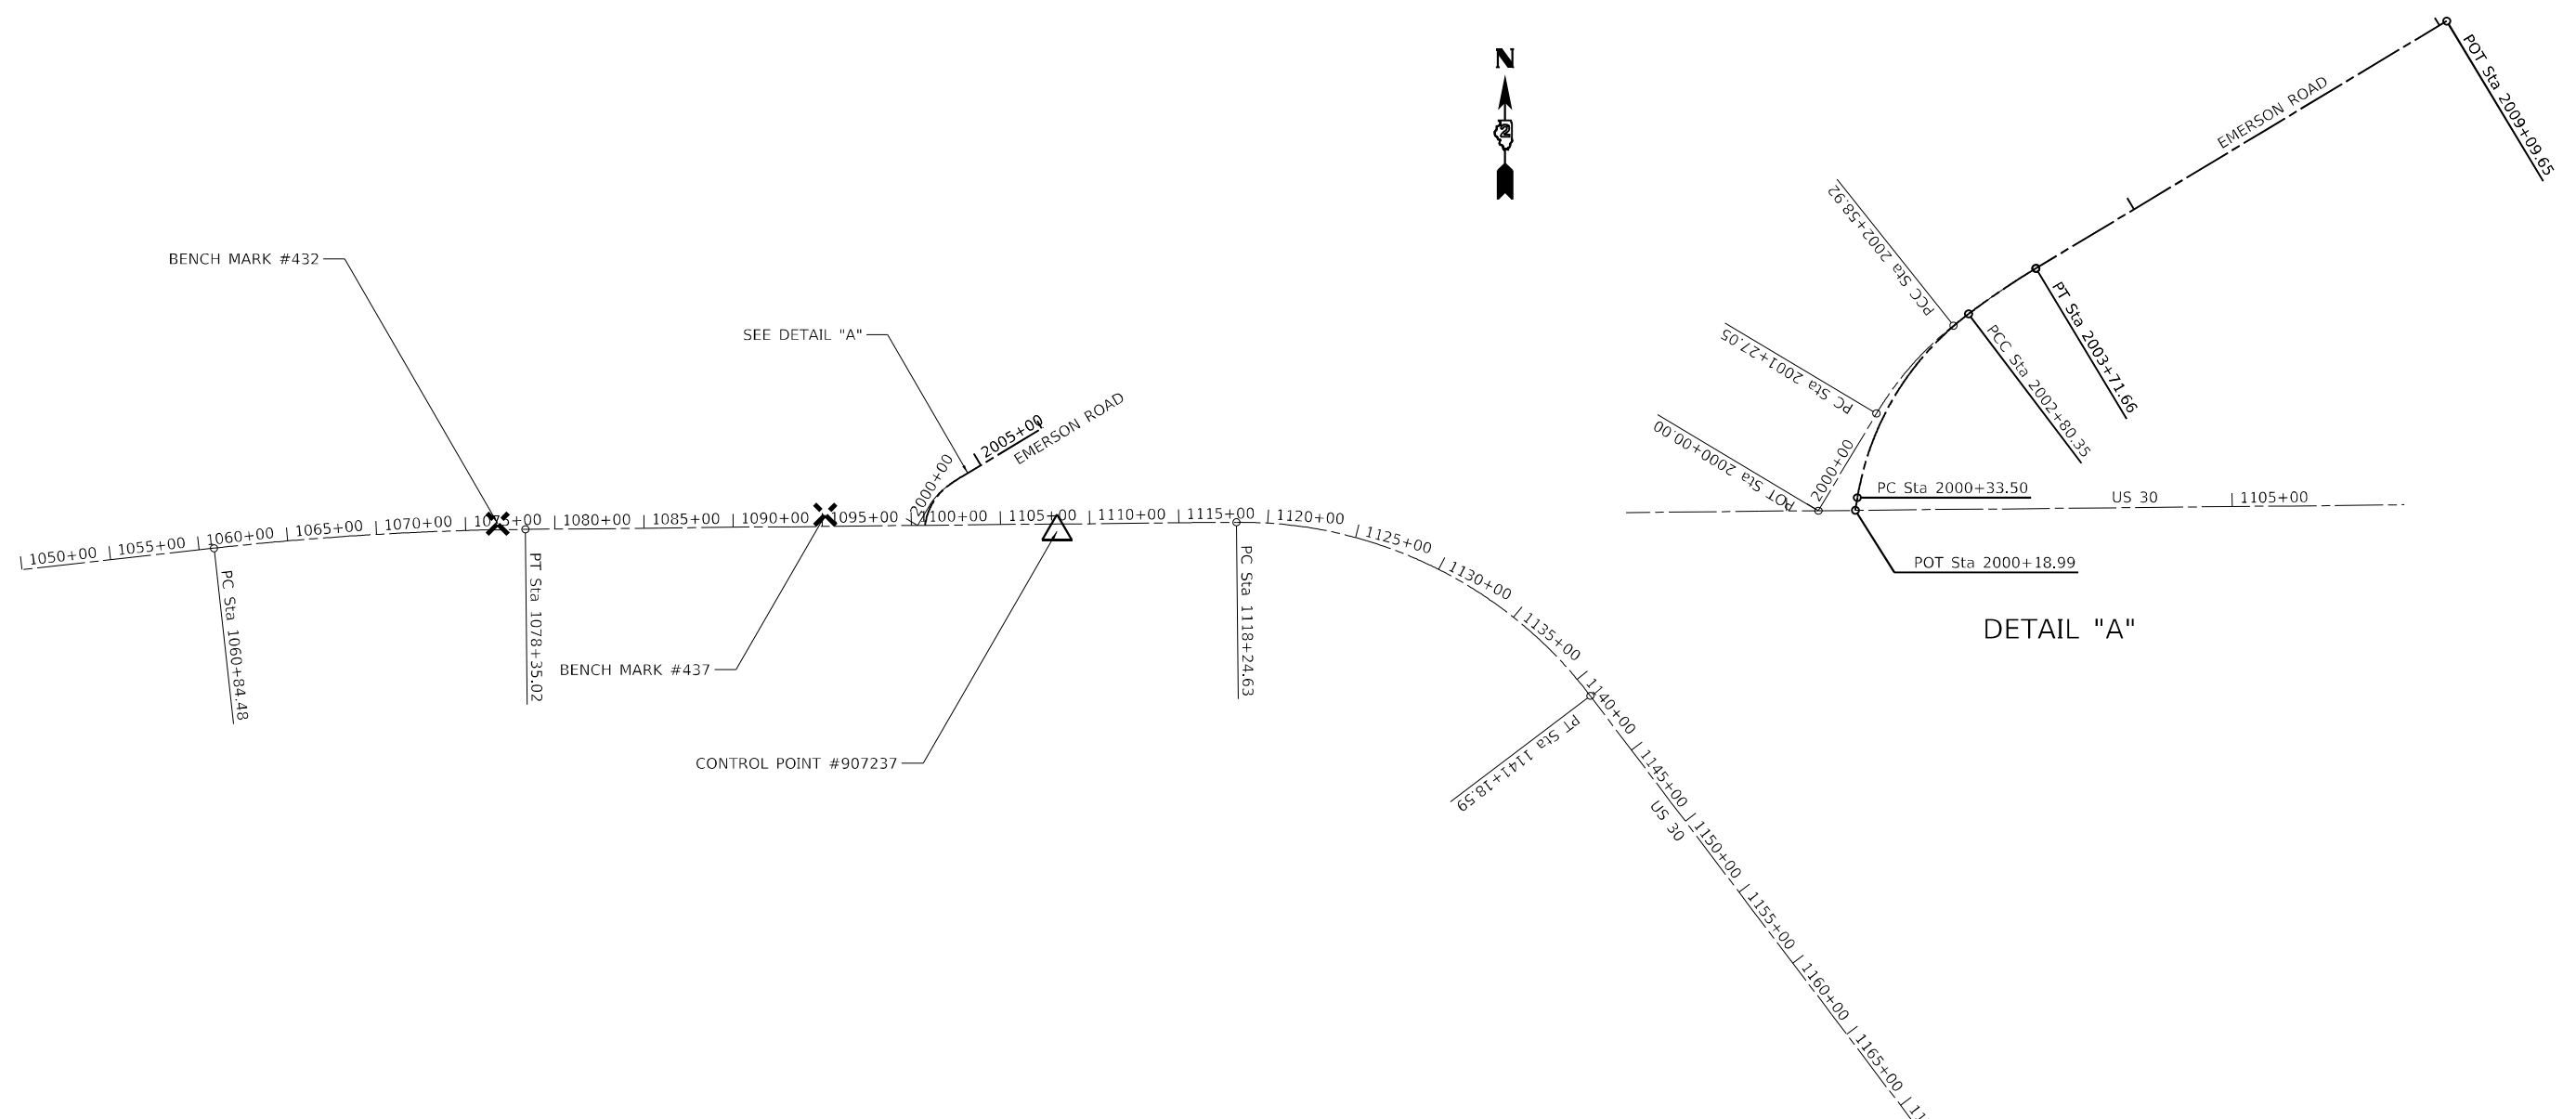 N
2
BENCH MARK #432
SEE DETAIL "A"
EMERSON ROAD
2005+00
2000+00
1050+00
1055+00
1060+00
1065+00
1070+00
1075+00
1080+00
1085+00
1090+00
1095+00
1100+00
1105+00
1110+00
1115+00
1120+00
1125+00
1130+00
1135+00
1140+00
1145+00
1150+00
1155+00
1160+00
1165+00
PC Sta 1060+84.48
PT Sta 1078+35.02
BENCH MARK #437
CONTROL POINT #907237
PC Sta 1118+24.63
PT Sta 1141+18.59
US 30
POT Sta 2009+09.65
EMERSON ROAD
PCC Sta 2002+58.92
PT Sta 2003+71.66
PC Sta 2001+27.05
PCC Sta 2002+80.35
POT Sta 2000+00.00
2000+00
PC Sta 2000+33.50
US 30
1105+00
POT Sta 2000+18.99
DETAIL "A"